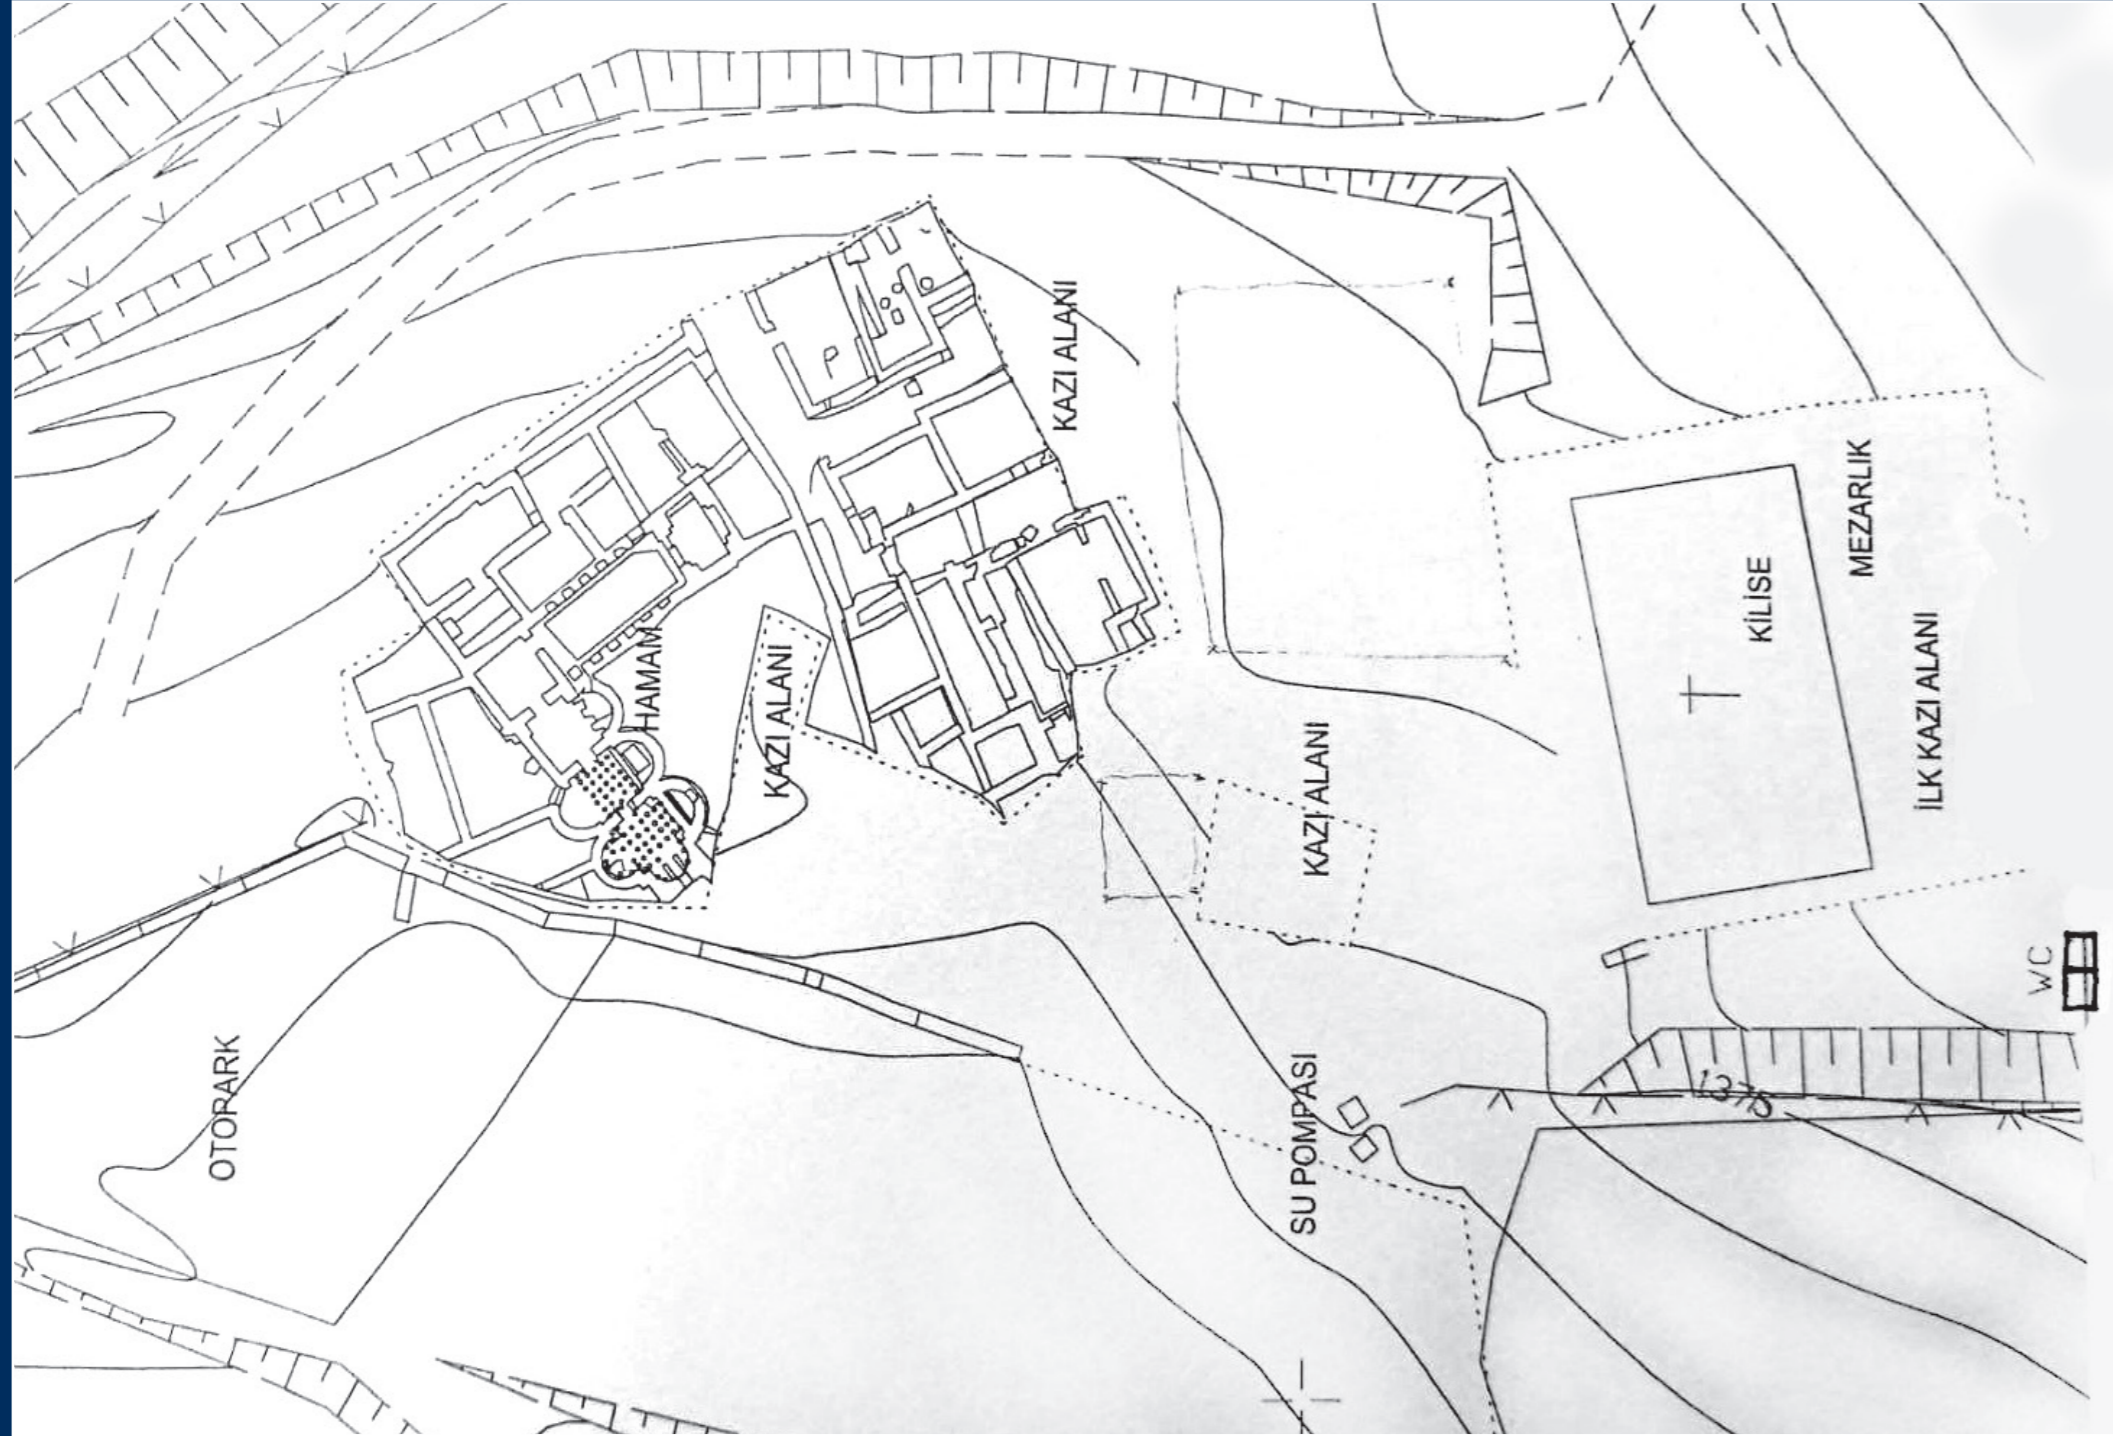 KAZI ALANI
MEZARLIK
KİLİSE
HAMAM
KAZI ALANI
İLK KAZI ALANI
KAZI ALANI
WC
OTOPARK
SU POMPASI
1375